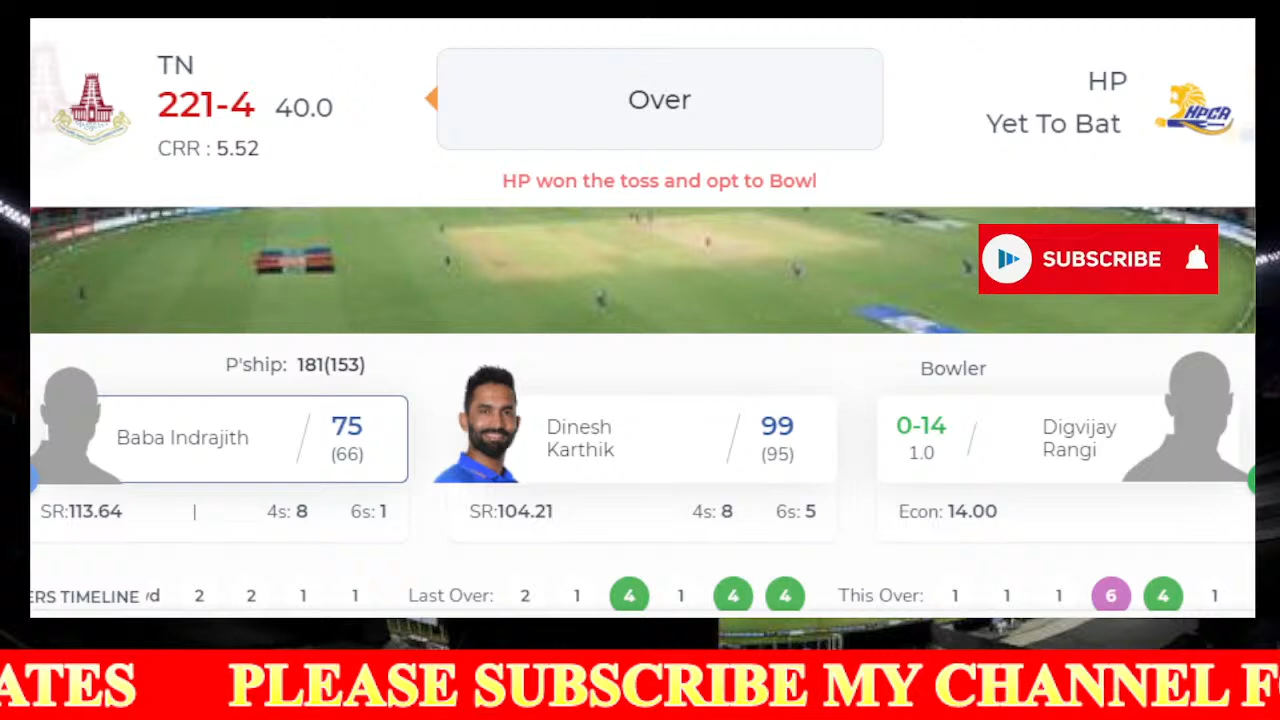 TN
221-4 40.0
CRR : 5.52
Over
HP won the toss and opt to Bowl
HP
Yet To Bat
HPCA
SUBSCRIBE
P'ship: 181(153)
Baba Indrajith
75
(66)
SR:113.64 | 4s: 8 6s: 1
Dinesh
Karthik
99
(95)
SR:104.21 4s: 8 6s: 5
Bowler
0-14
1.0
Digvijay
Rangi
Econ: 14.00
ERS TIMELINE vd 2 2 1 1 Last Over: 2 1 4 1 4 4 This Over: 1 1 1 6 4 1
ATES PLEASE SUBSCRIBE MY CHANNEL F